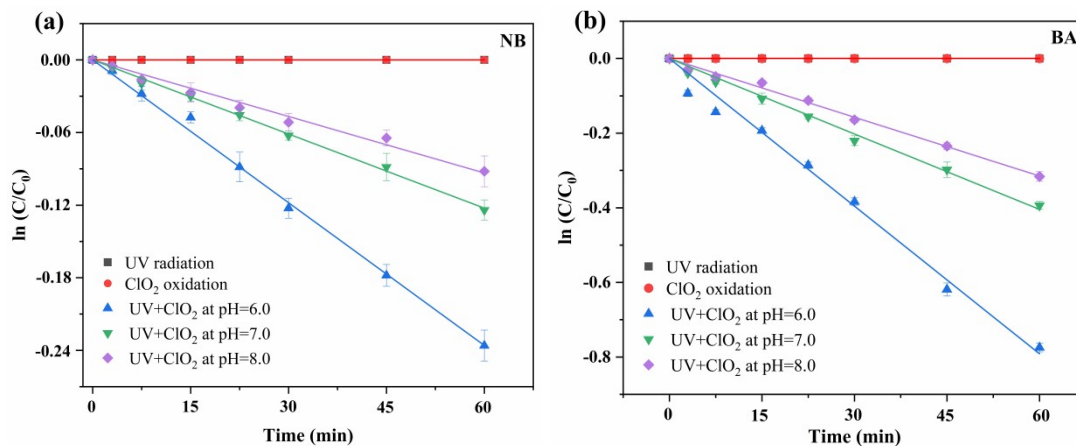 (a)
NB
0.00
-0.06
-0.12
-0.18
-0.24
ln (C/C₀)
UV radiation
ClO₂ oxidation
UV+ClO₂ at pH=6.0
UV+ClO₂ at pH=7.0
UV+ClO₂ at pH=8.0
0 15 30 45 60
Time (min)
(b)
BA
0.0
-0.2
-0.4
-0.6
-0.8
ln (C/C₀)
UV radiation
ClO₂ oxidation
UV+ClO₂ at pH=6.0
UV+ClO₂ at pH=7.0
UV+ClO₂ at pH=8.0
0 15 30 45 60
Time (min)